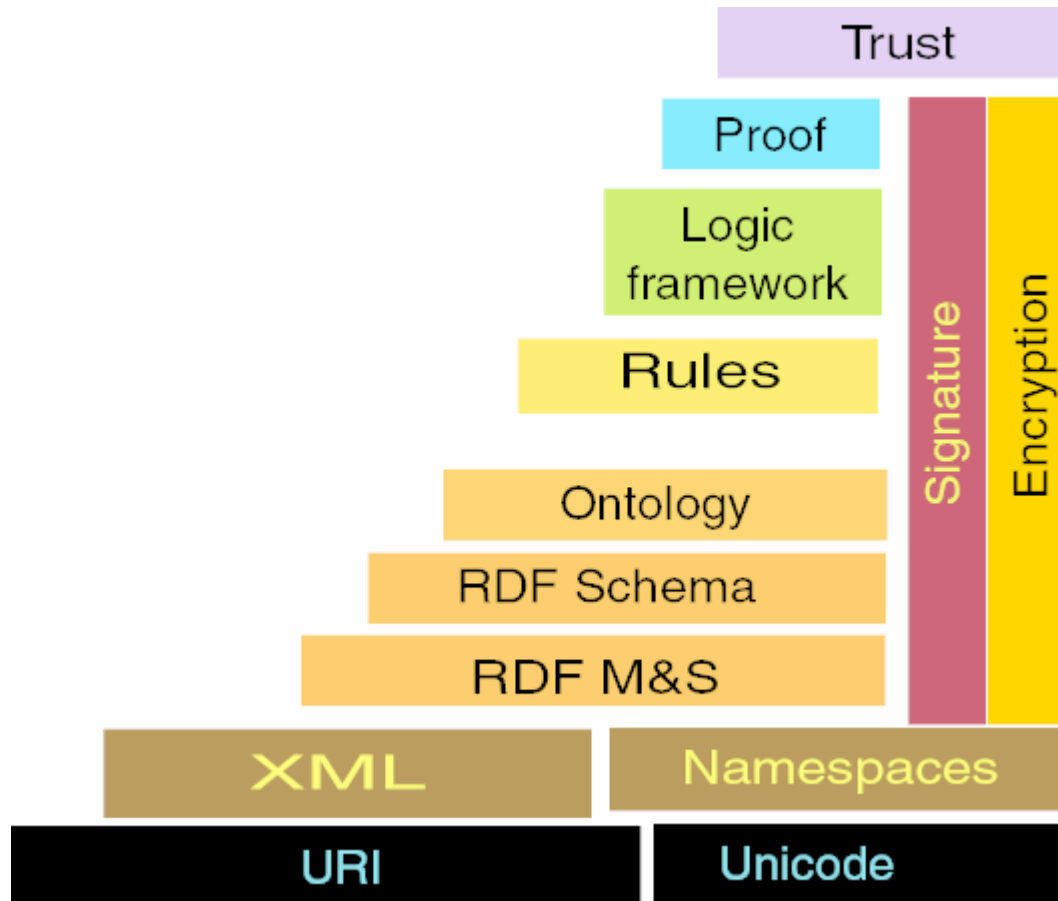 Trust
Proof
Logic
framework
Rules
Ontology
RDF Schema
RDF M&S
Signature
Encryption
XML
Namespaces
URI
Unicode